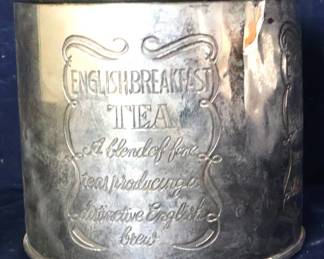 ENGLISH BREAKFAST
TEA
A blend of fine
teas producing a
distinctive English
brew